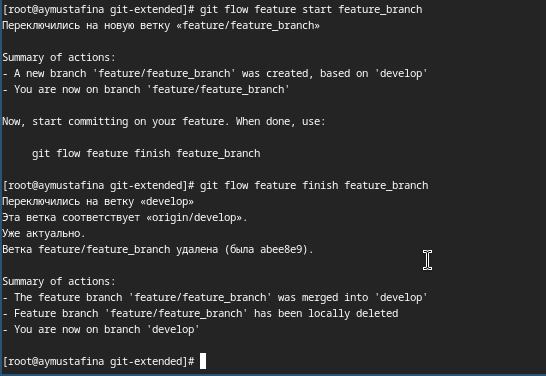 [root@aymustafina git-extended]# git flow feature start feature_branch
Переключились на новую ветку «feature/feature_branch»
Summary of actions:
- A new branch 'feature/feature_branch' was created, based on 'develop'
- You are now on branch 'feature/feature_branch'
Now, start committing on your feature. When done, use:
git flow feature finish feature_branch
[root@aymustafina git-extended]# git flow feature finish feature_branch
Переключились на ветку «develop»
Эта ветка соответствует «origin/develop».
Уже актуально.
Ветка feature/feature_branch удалена (была abee8e9).
Summary of actions:
- The feature branch 'feature/feature_branch' was merged into 'develop'
- Feature branch 'feature/feature_branch' has been locally deleted
- You are now on branch 'develop'
[root@aymustafina git-extended]#